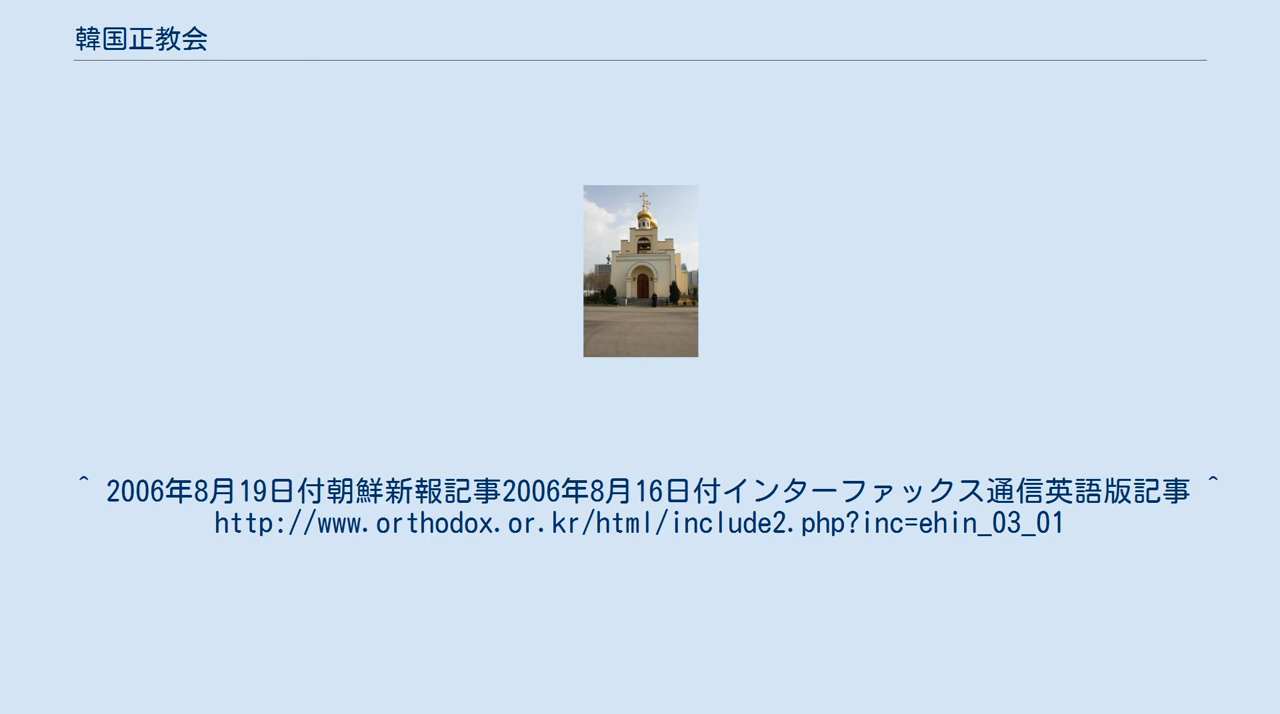 韓国正教会
^ 2006年8月19日付朝鮮新報記事2006年8月16日付インターファックス通信英語版記事 ^
http://www.orthodox.or.kr/html/include2.php?inc=ehin_03_01